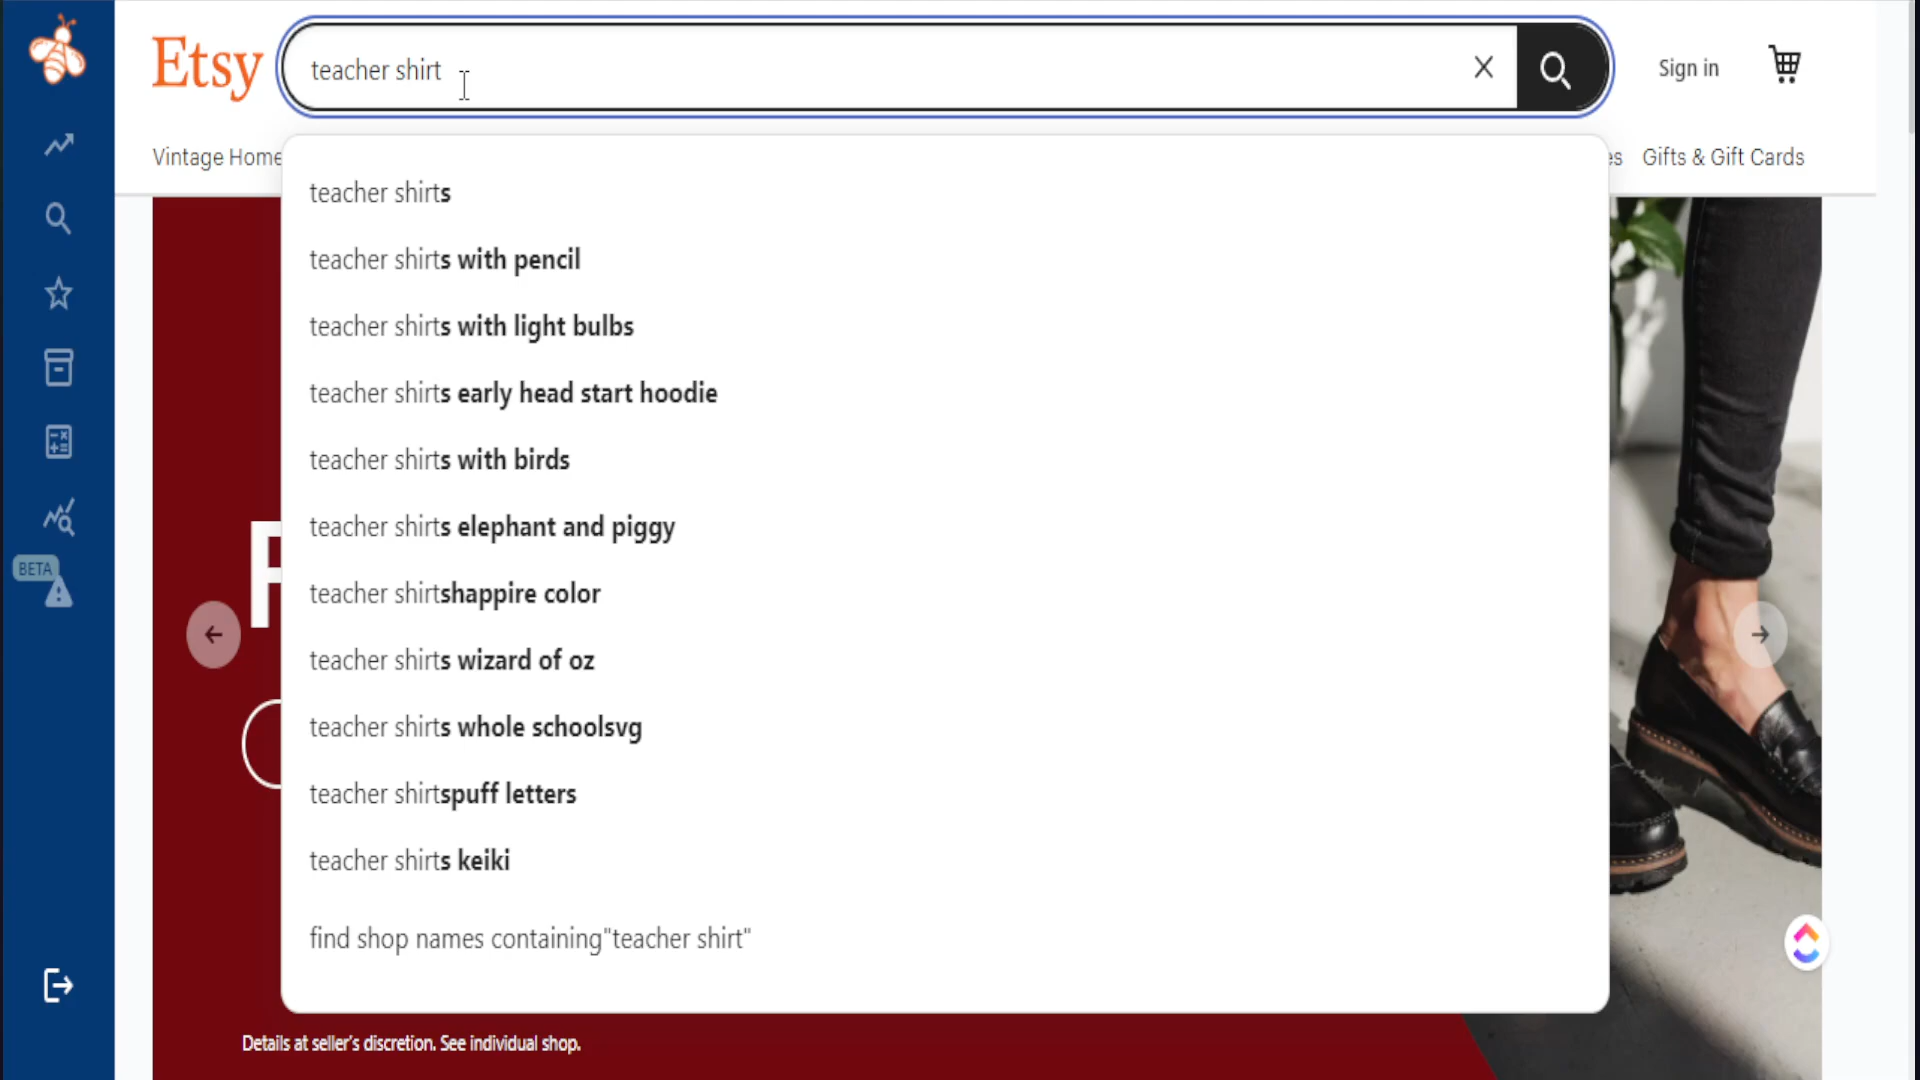 Etsy
teacher shirt
Sign in
Vintage Home
es
Gifts & Gift Cards
teacher shirts
teacher shirts with pencil
teacher shirts with light bulbs
teacher shirts early head start hoodie
teacher shirts with birds
teacher shirts elephant and piggy
teacher shirtshappire color
teacher shirts wizard of oz
teacher shirts whole schoolsvg
teacher shirtspuff letters
teacher shirts keiki
find shop names containing"teacher shirt"
BETA
F
Details at seller's discretion. See individual shop.